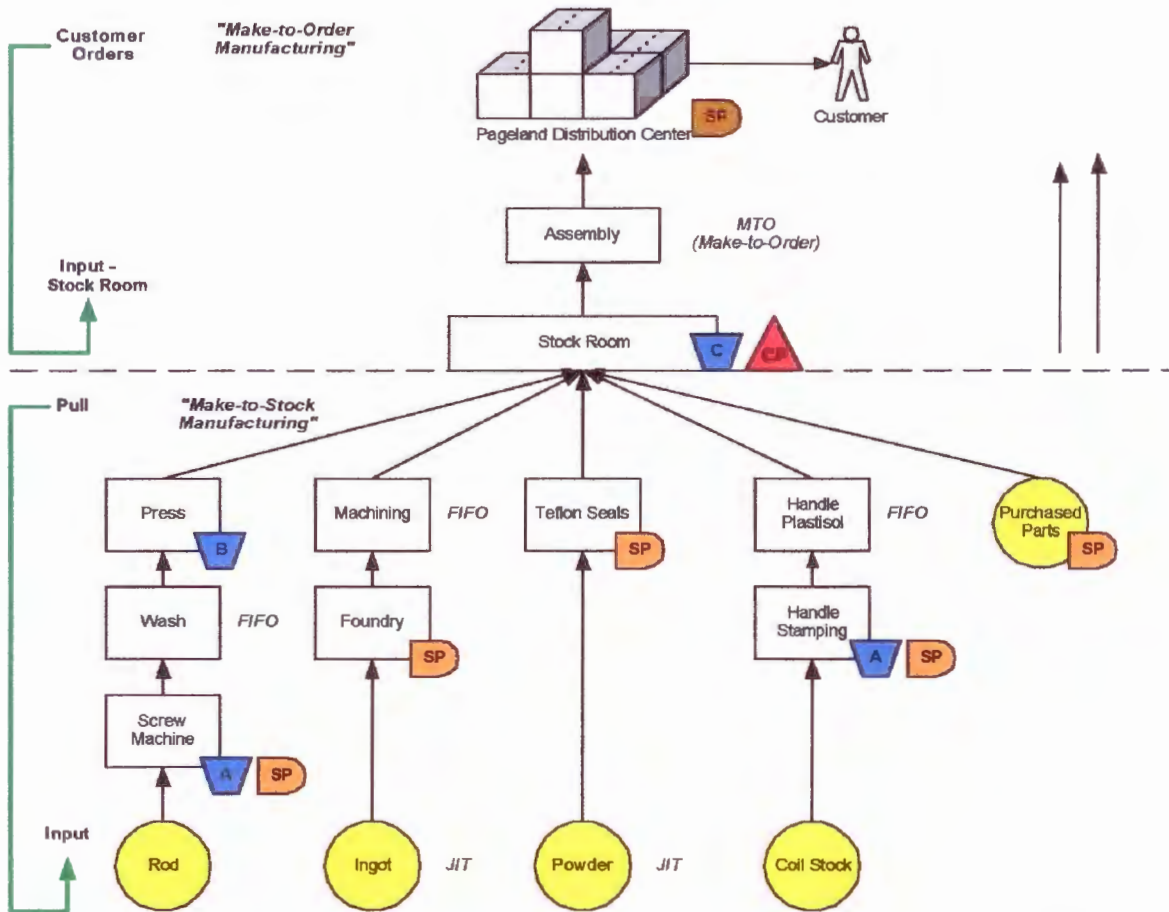 Customer
Orders
"Make-to-Order
Manufacturing"
SP
Pageland Distribution Center
Customer
Assembly
MTO
(Make-to-Order)
Input -
Stock Room
Stock Room
C
CP
Pull
"Make-to-Stock
Manufacturing"
Press
B
Machining
FIFO
Teflon Seals
SP
Handle
Plastisol
FIFO
Purchased
Parts
SP
Wash
FIFO
Foundry
SP
Handle
Stamping
A
SP
Screw
Machine
A
SP
Input
Rod
Ingot
JIT
Powder
JIT
Coil Stock